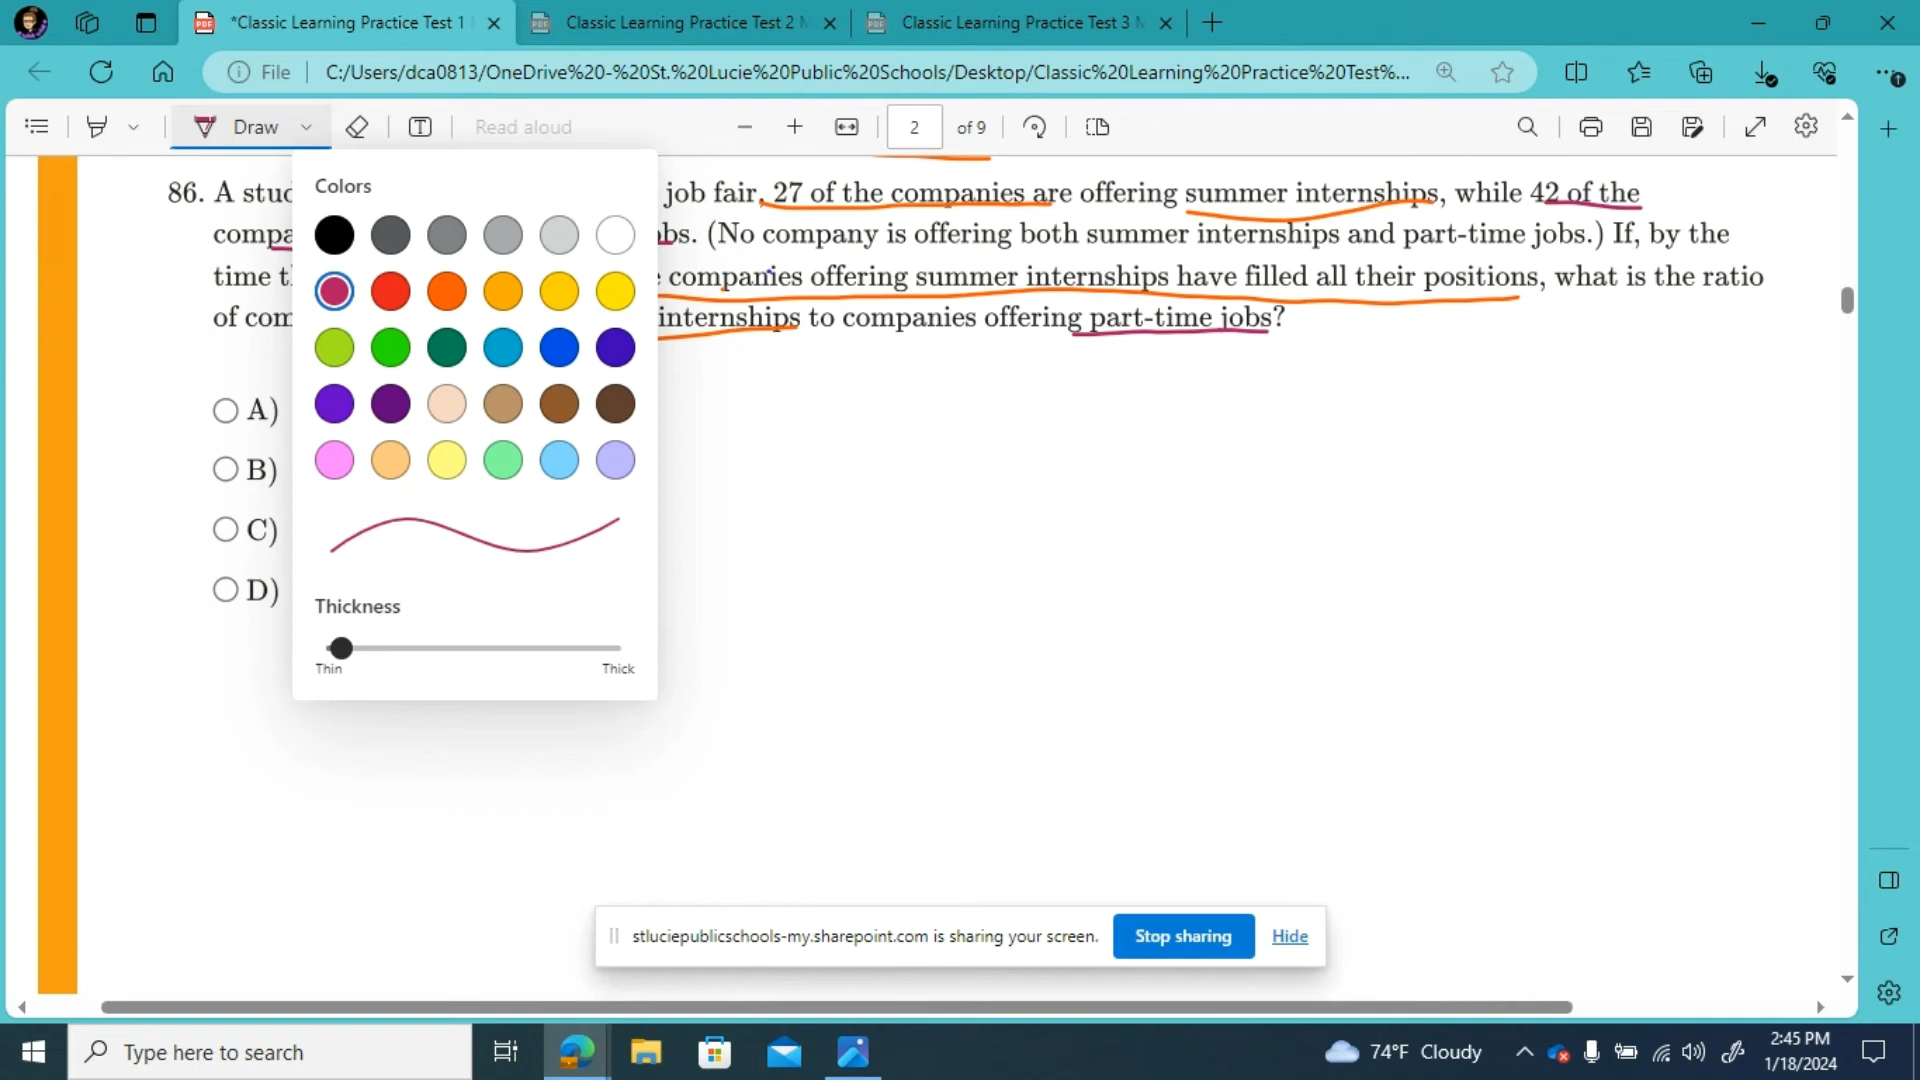 *Classic Learning Practice Test 1
Classic Learning Practice Test 2
Classic Learning Practice Test 3
File
C:/Users/dca0813/OneDrive%20-%20St.%20Lucie%20Public%20Schools/Desktop/Classic%20Learning%20Practice%20Test%...
Draw
Read aloud
2 of 9
86. A stud job fair, 27 of the companies are offering summer internships, while 42 of the
compa bs. (No company is offering both summer internships and part-time jobs.) If, by the
time t companies offering summer internships have filled all their positions, what is the ratio
of com internships to companies offering part-time jobs?
A)
B)
C)
D)
Colors
Thickness
Thin Thick
stluciepublicschools-my.sharepoint.com is sharing your screen. Stop sharing Hide
Type here to search
74°F Cloudy
2:45 PM
1/18/2024